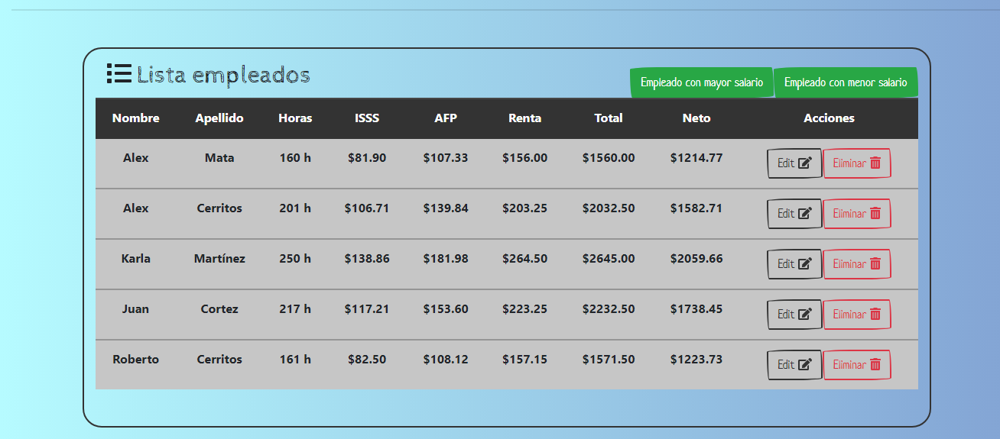 Lista empleados
Empleado con mayor salario Empleado con menor salario
Nombre Apellido Horas ISSS AFP Renta Total Neto Acciones
Alex Mata 160 h $81.90 $107.33 $156.00 $1560.00 $1214.77 Edit Eliminar
Alex Cerritos 201 h $106.71 $139.84 $203.25 $2032.50 $1582.71 Edit Eliminar
Karla Martínez 250 h $138.86 $181.98 $264.50 $2645.00 $2059.66 Edit Eliminar
Juan Cortez 217 h $117.21 $153.60 $223.25 $2232.50 $1738.45 Edit Eliminar
Roberto Cerritos 161 h $82.50 $108.12 $157.15 $1571.50 $1223.73 Edit Eliminar